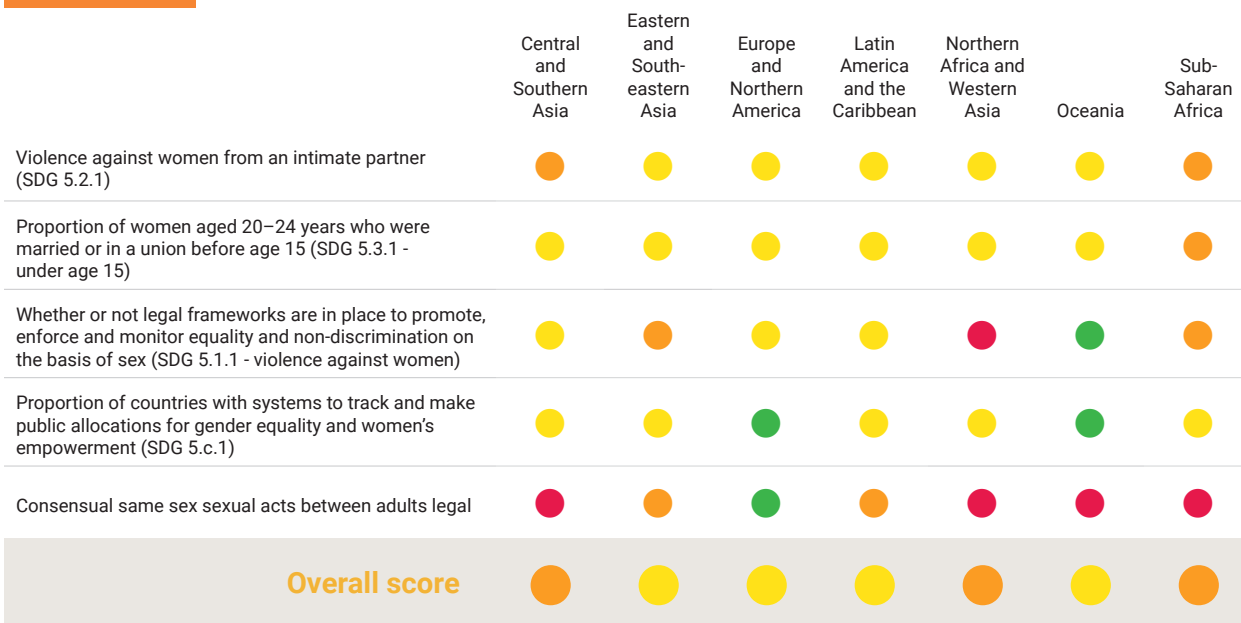 Central
and
Southern
Asia
Eastern
and
South-
eastern
Asia
Europe
and
Northern
America
Latin
America
and the
Caribbean
Northern
Africa and
Western
Asia
Oceania
Sub-
Saharan
Africa
Violence against women from an intimate partner
(SDG 5.2.1)
Proportion of women aged 20–24 years who were
married or in a union before age 15 (SDG 5.3.1 -
under age 15)
Whether or not legal frameworks are in place to promote,
enforce and monitor equality and non-discrimination on
the basis of sex (SDG 5.1.1 - violence against women)
Proportion of countries with systems to track and make
public allocations for gender equality and women’s
empowerment (SDG 5.c.1)
Consensual same sex sexual acts between adults legal
Overall score